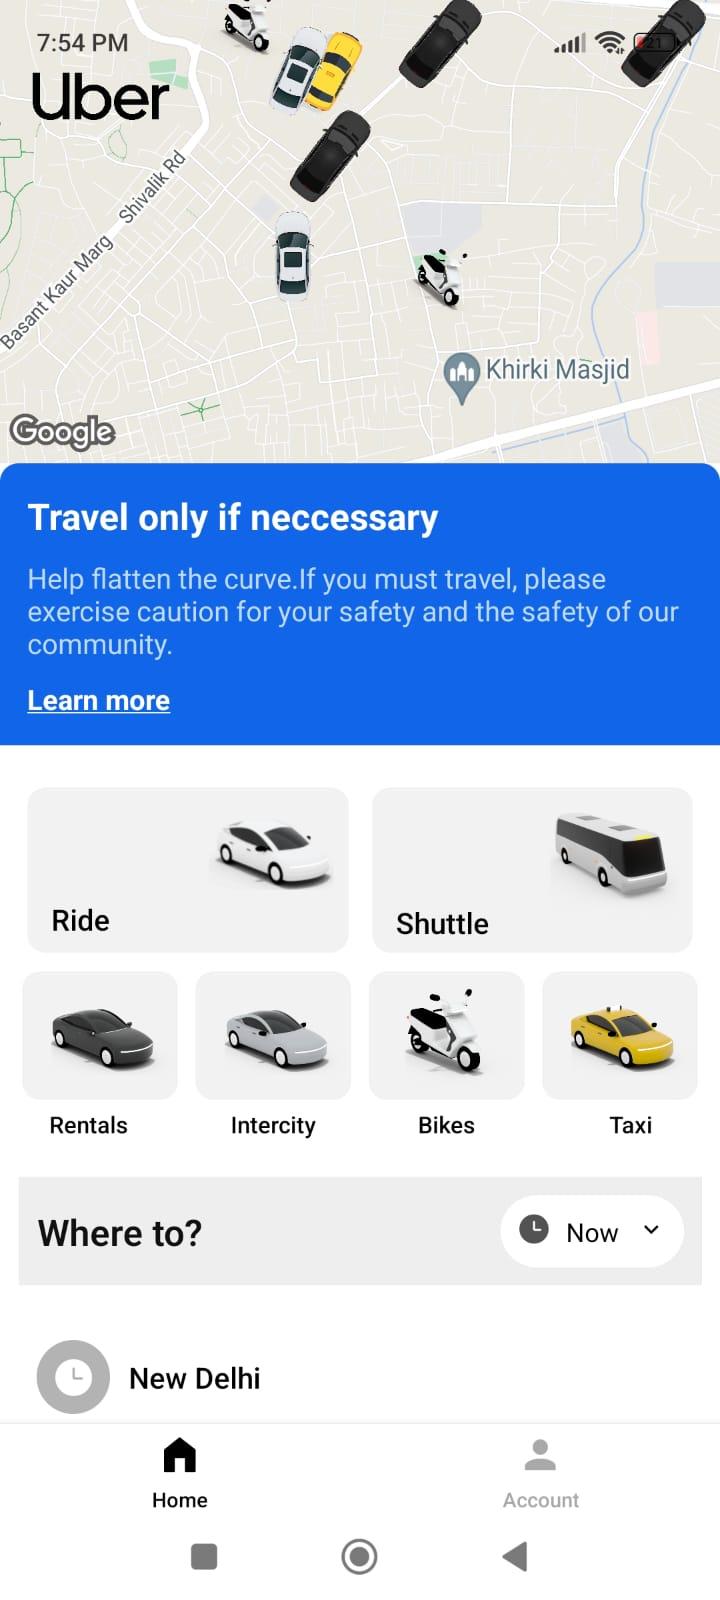 7:54 PM
21
Uber
Shivalik Rd
Basant Kaur Marg
Khirki Masjid
Google
Travel only if neccessary
Help flatten the curve.If you must travel, please
exercise caution for your safety and the safety of our
community.
Learn more
Ride
Shuttle
Rentals
Intercity
Bikes
Taxi
Where to?
Now
New Delhi
Home
Account